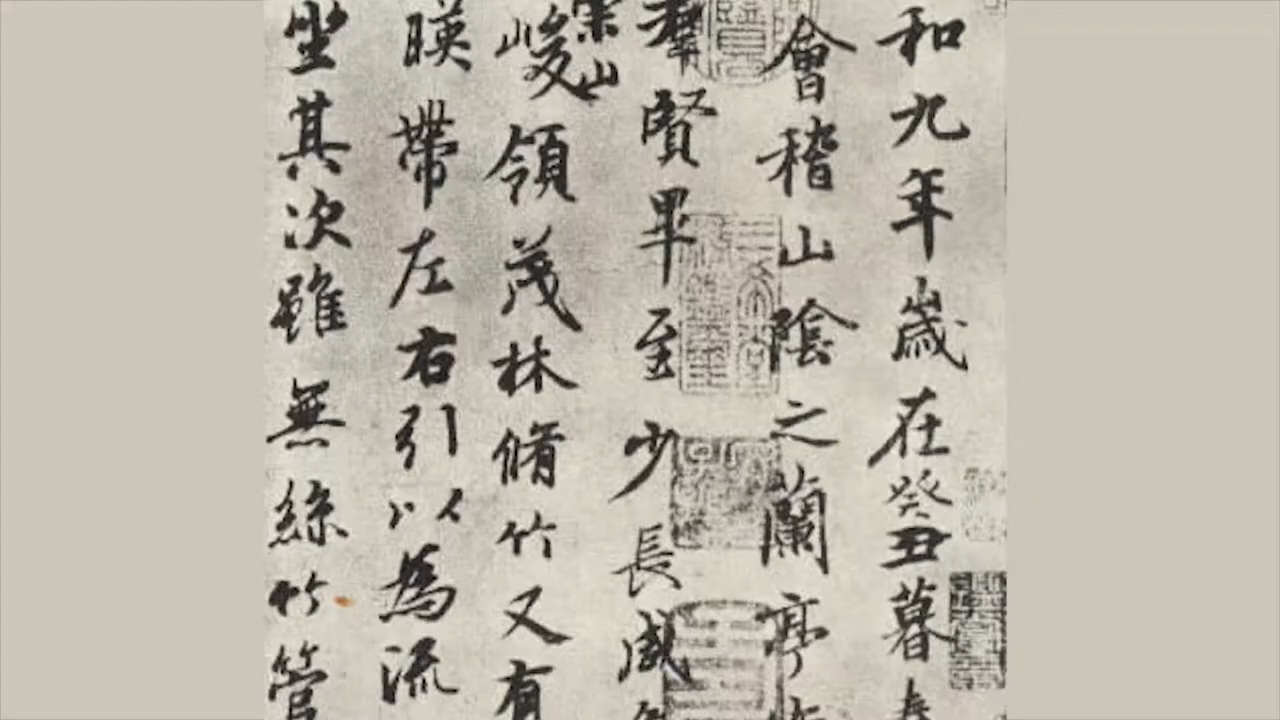 和九年歲在癸丑暮
會稽山陰之蘭亭
羣賢畢至少長咸
崇山
峻領茂林脩竹又有
暎帶左右引以為流
坐其次雖無絲竹管